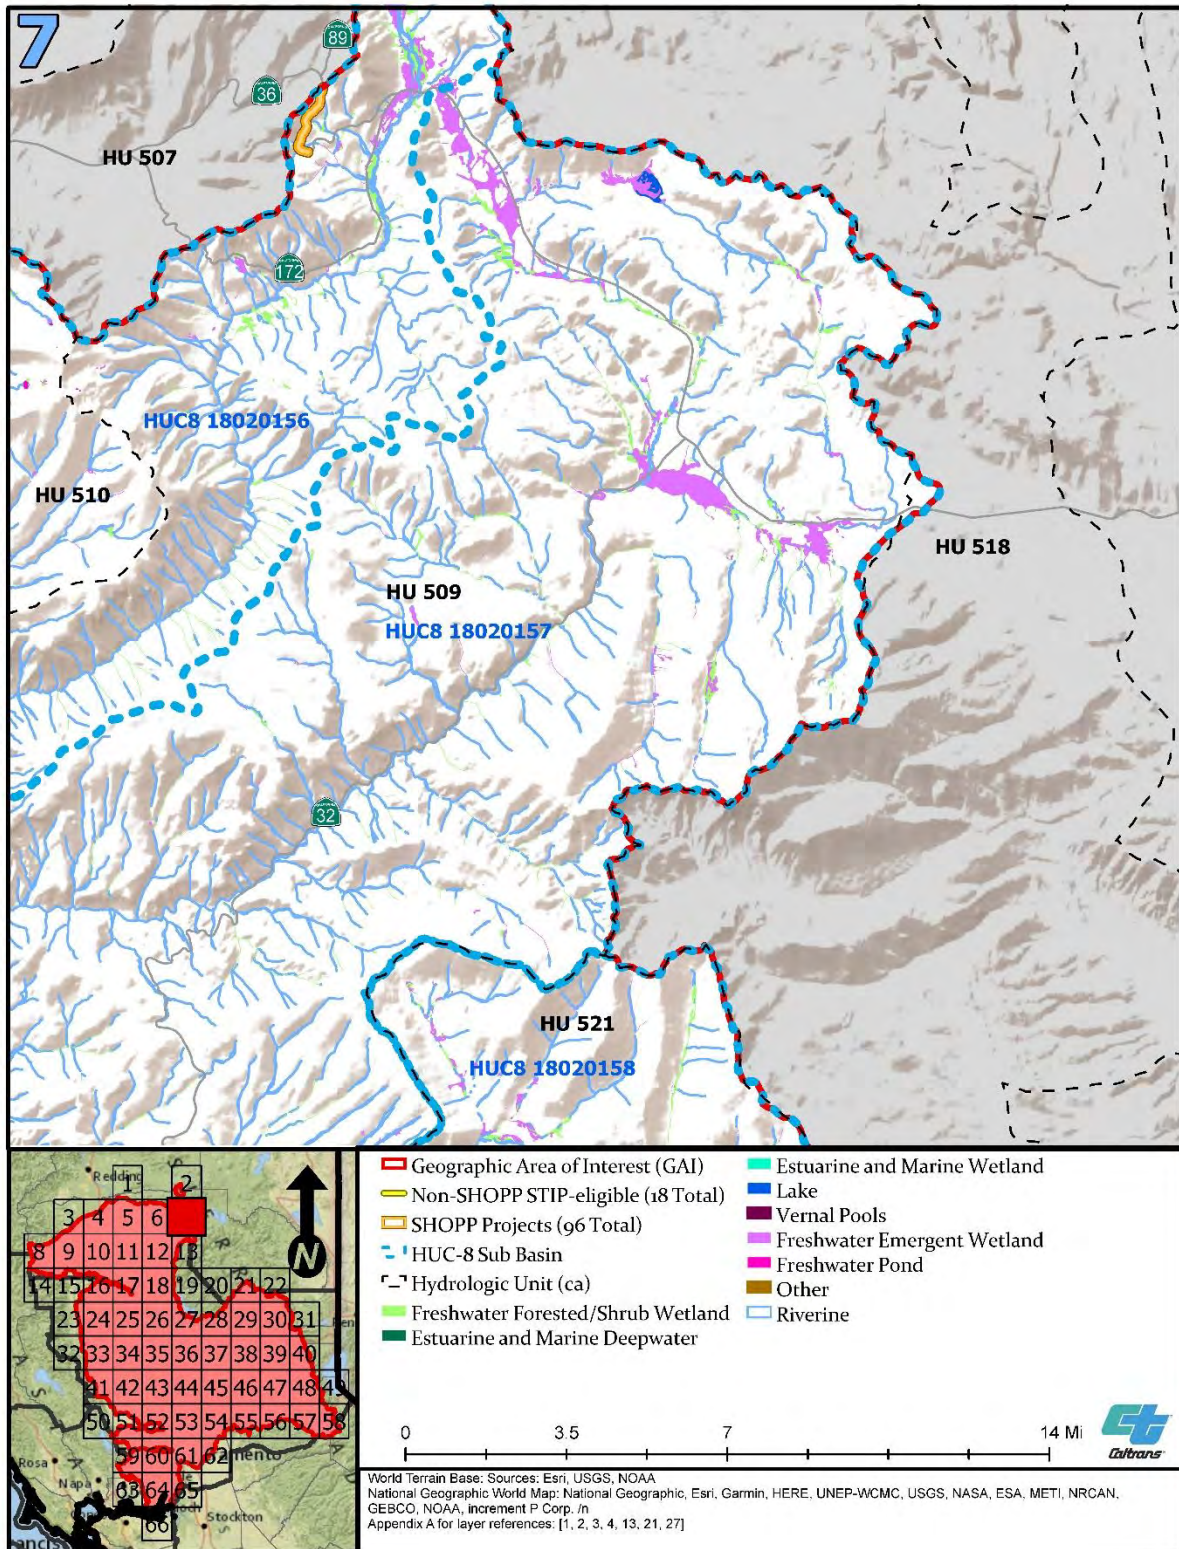 7
89
36
HU 507
172
HUC8 18020156
HU 510
HU 518
HU 509
HUC8 18020157
32
HU 521
HUC8 18020158
Redding
1
2
3 4 5 6
8 9 10 11 12 13
14 15 16 17 18 19 20 21 22
23 24 25 26 27 28 29 30 31
32 33 34 35 36 37 38 39 40
41 42 43 44 45 46 47 48 49
50 51 52 53 54 55 56 57 58
59 60 61 62
Rosa
Napa
63 64 65
Stockton
66
N
Geographic Area of Interest (GAI)
Non-SHOPP STIP-eligible (18 Total)
SHOPP Projects (96 Total)
HUC-8 Sub Basin
Hydrologic Unit (ca)
Freshwater Forested/Shrub Wetland
Estuarine and Marine Deepwater
Estuarine and Marine Wetland
Lake
Vernal Pools
Freshwater Emergent Wetland
Freshwater Pond
Other
Riverine
0 3.5 7 14 Mi
Caltrans
World Terrain Base: Sources: Esri, USGS, NOAA
National Geographic World Map: National Geographic, Esri, Garmin, HERE, UNEP-WCMC, USGS, NASA, ESA, METI, NRCAN,
GEBCO, NOAA, increment P Corp. /n
Appendix A for layer references: [1, 2, 3, 4, 13, 21, 27]